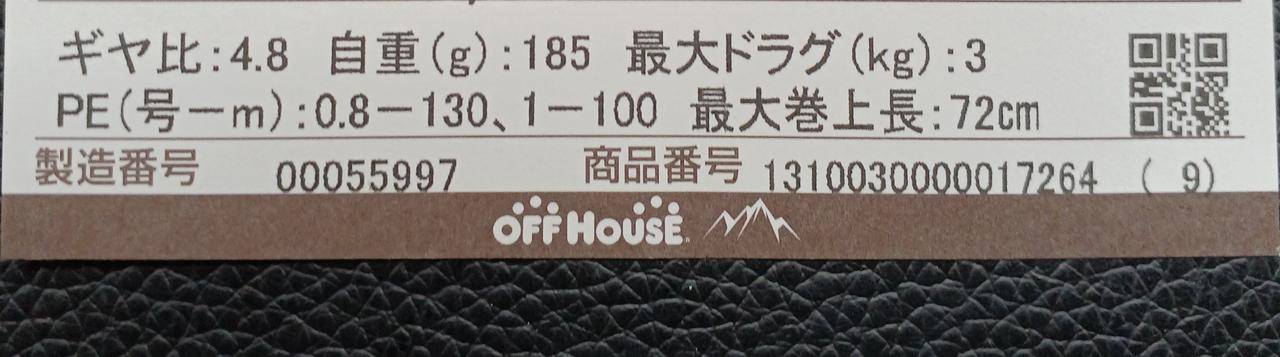 ギヤ比:4.8 自重(g):185 最大ドラグ(kg):3
PE(号ーm):0.8ー130、1ー100 最大巻上長:72cm
製造番号 00055997 商品番号 1310030000017264 ( 9)
OFF HOUSE